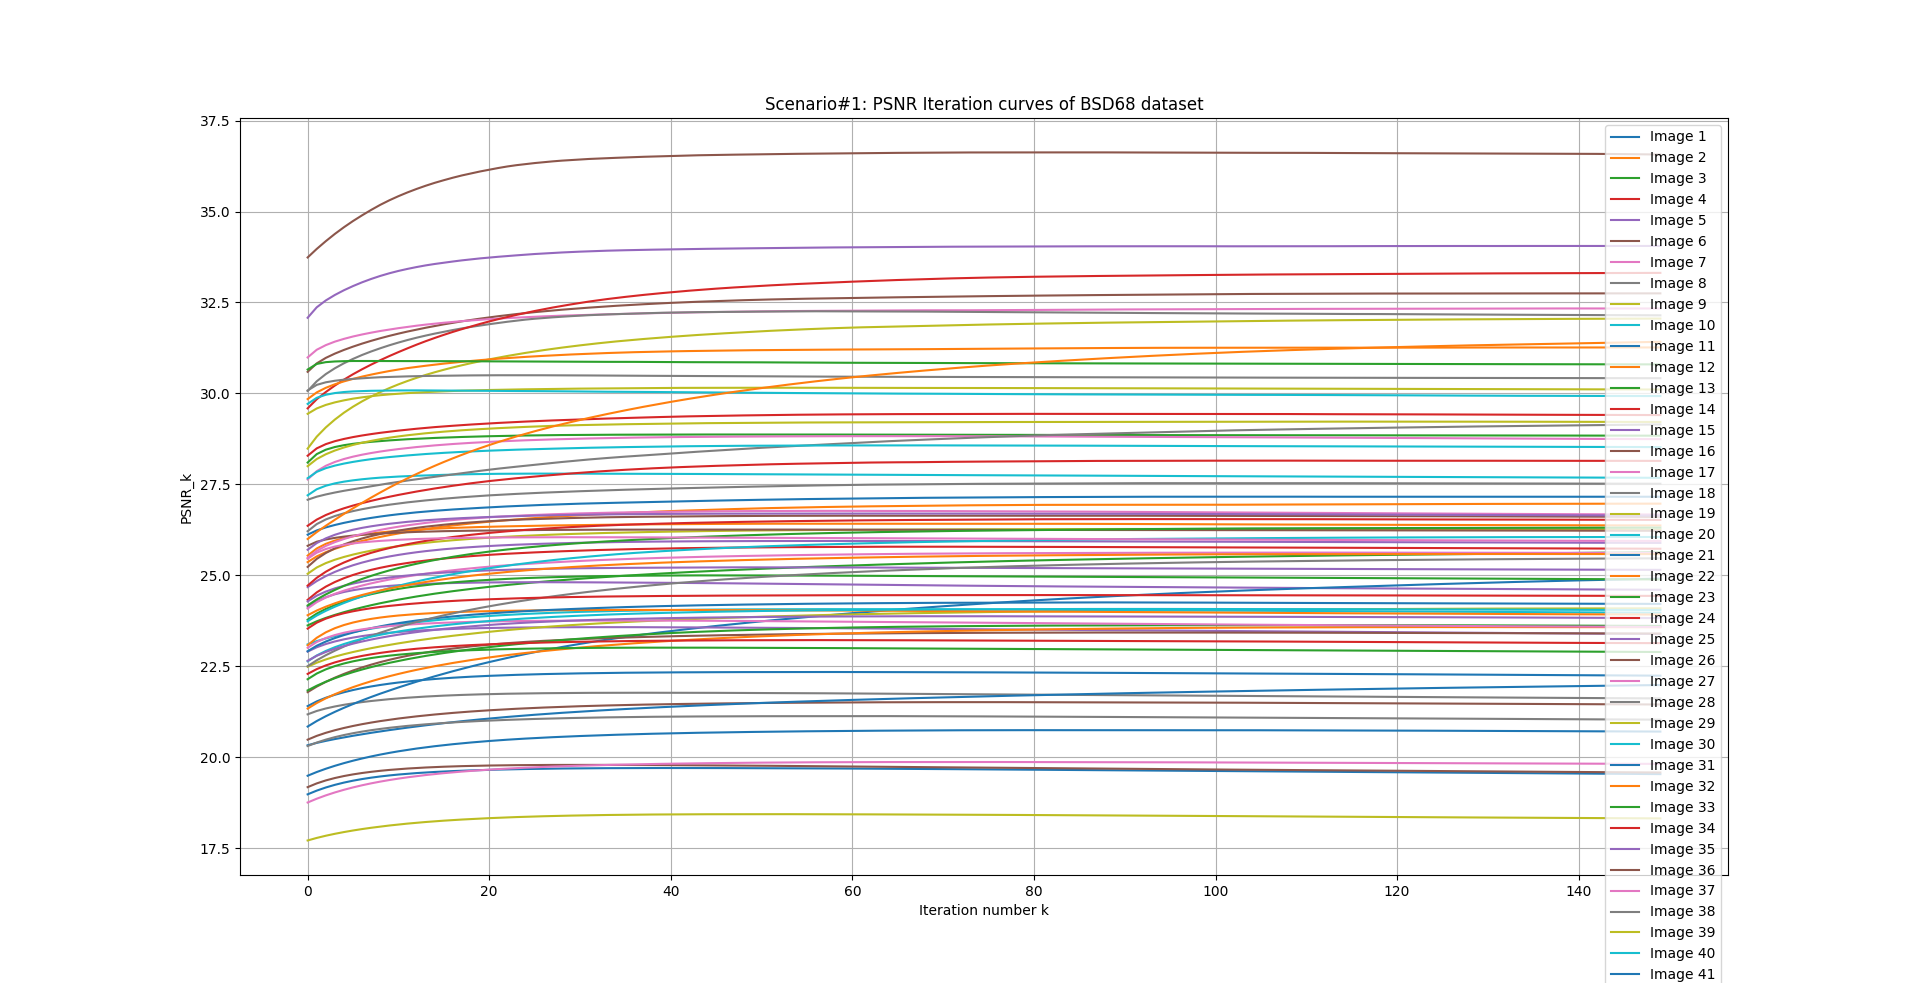 Scenario#1: PSNR Iteration curves of BSD68 dataset
37.5
35.0
32.5
30.0
27.5
25.0
22.5
20.0
17.5
PSNR_k
0 20 40 60 80 100 120 140
Iteration number k
Image 1
Image 2
Image 3
Image 4
Image 5
Image 6
Image 7
Image 8
Image 9
Image 10
Image 11
Image 12
Image 13
Image 14
Image 15
Image 16
Image 17
Image 18
Image 19
Image 20
Image 21
Image 22
Image 23
Image 24
Image 25
Image 26
Image 27
Image 28
Image 29
Image 30
Image 31
Image 32
Image 33
Image 34
Image 35
Image 36
Image 37
Image 38
Image 39
Image 40
Image 41